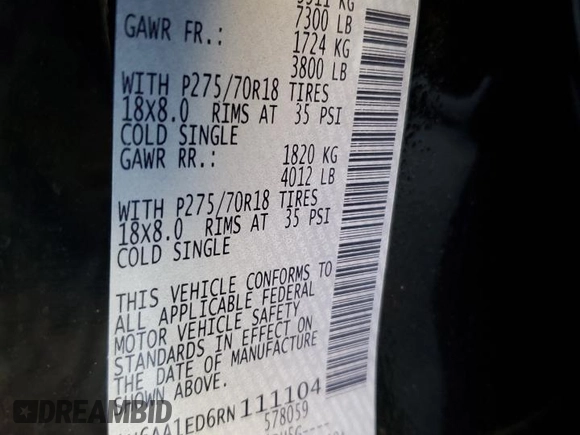 7300 LB
GAWR FR.: 1724 KG
3800 LB
WITH P275/70R18 TIRES
18X8.0 RIMS AT 35 PSI
COLD SINGLE
GAWR RR.: 1820 KG
4012 LB
WITH P275/70R18 TIRES
18X8.0 RIMS AT 35 PSI
COLD SINGLE
THIS VEHICLE CONFORMS TO
ALL APPLICABLE FEDERAL
MOTOR VEHICLE SAFETY
STANDARDS IN EFFECT ON
THE DATE OF MANUFACTURE
SHOWN ABOVE.
AA1ED6RN111104
578059
DREAMBID